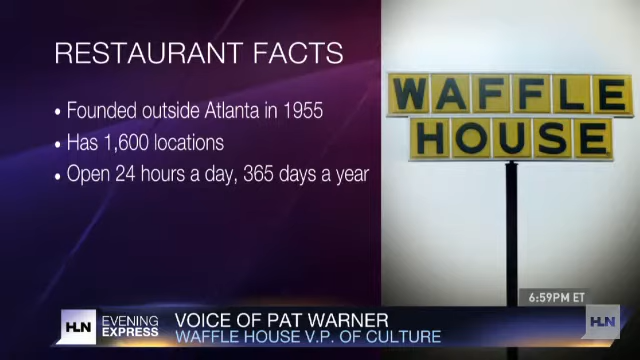 RESTAURANT FACTS
• Founded outside Atlanta in 1955
• Has 1,600 locations
• Open 24 hours a day, 365 days a year
WAFFLE
HOUSE
6:59PM ET
HLN
EVENING
EXPRESS
VOICE OF PAT WARNER
WAFFLE HOUSE V.P. OF CULTURE
HLN